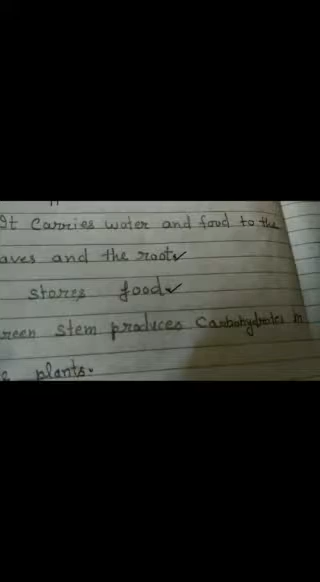 It Carries water and food to the
aves and the root
stores food
reen stem produces Carbohydrates in
e plants.